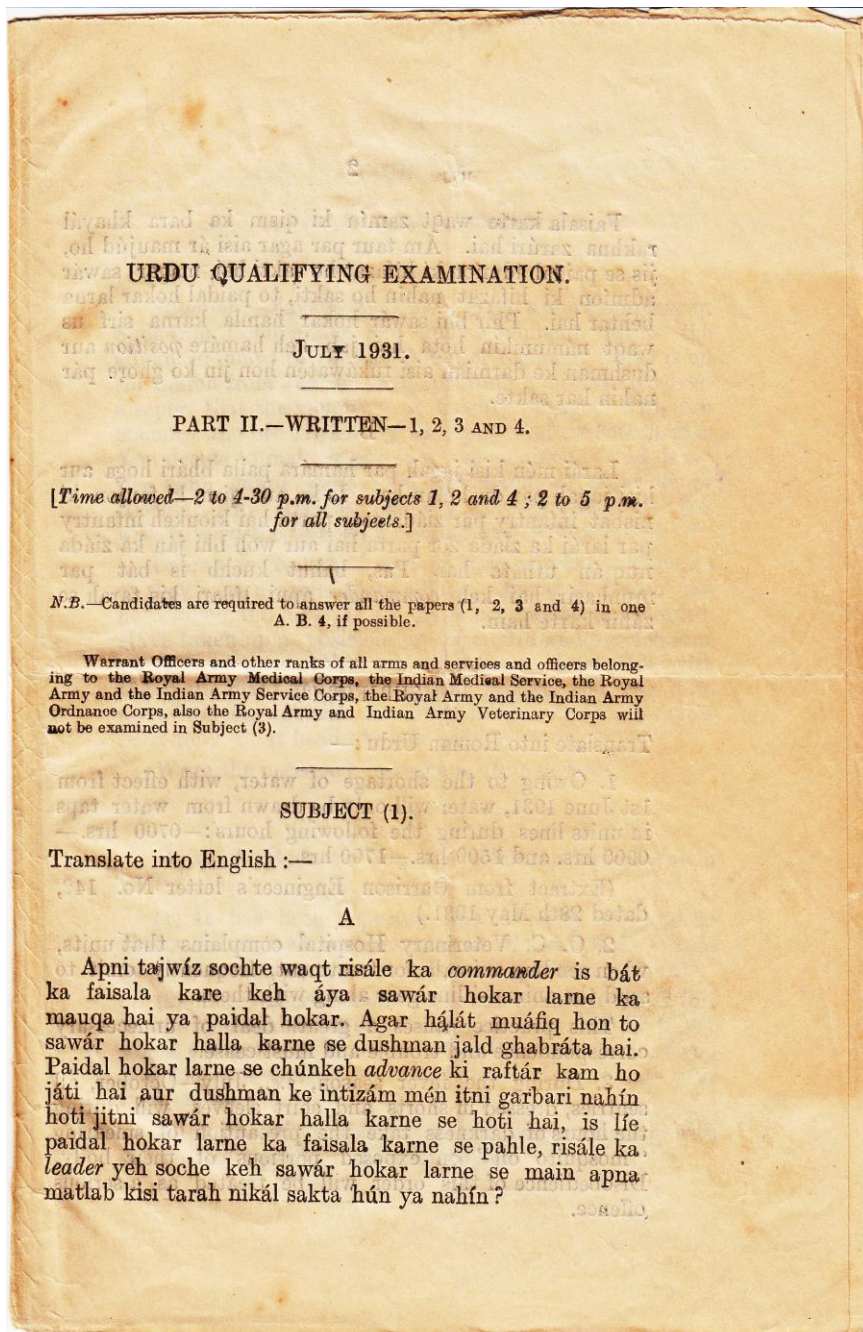 URDU QUALIFYING EXAMINATION.
JULY 1931.
PART II.—WRITTEN—1, 2, 3 AND 4.
[Time allowed—2 to 4-30 p.m. for subjects 1, 2 and 4 ; 2 to 5 p.m.
for all subjeets.]
N.B.—Candidates are required to answer all the papers (1, 2, 3 and 4) in one
A. B. 4, if possible.
Warrant Officers and other ranks of all arms and services and officers belong-
ing to the Royal Army Medical Corps, the Indian Medical Service, the Royal
Army and the Indian Army Service Corps, the Royal Army and the Indian Army
Ordnance Corps, also the Royal Army and Indian Army Veterinary Corps will
not be examined in Subject (3).
SUBJECT (1).
Translate into English :—
A
Apni tajwíz sochte waqt risále ka commander is bát
ka faisala kare keh áya sawár hokar larne ka
mauqa hai ya paidal hokar. Agar hálát muáfiq hon to
sawár hokar halla karne se dushman jald ghabráta hai.
Paidal hokar larne se chúnkeh advance ki raftár kam ho
játi hai aur dushman ke intizám mén itni garbari nahín
hoti jitni sawár hokar halla karne se hoti hai, is líe
paidal hokar larne ka faisala karne se pahle, risále ka
leader yeh soche keh sawár hokar larne se main apna
matlab kisi tarah nikál sakta hún ya nahín ?